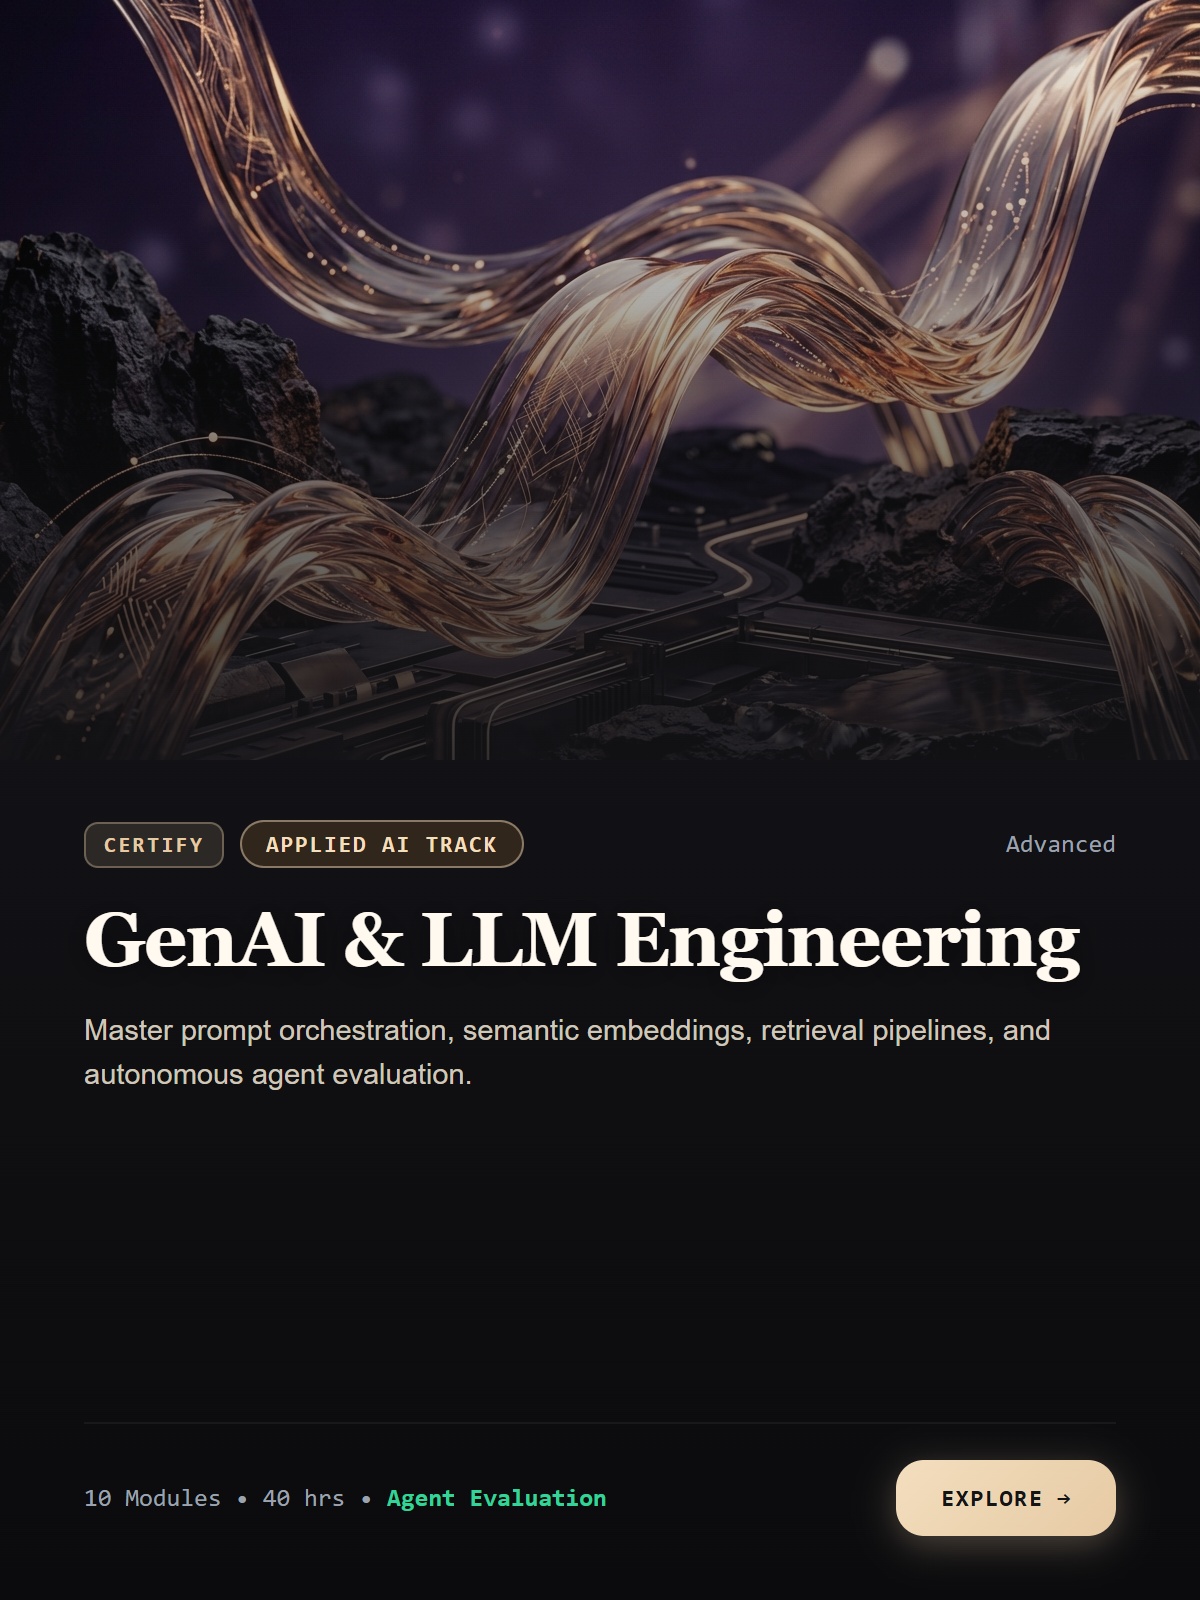 CERTIFY
APPLIED AI TRACK
Advanced
GenAI & LLM Engineering
Master prompt orchestration, semantic embeddings, retrieval pipelines, and
autonomous agent evaluation.
10 Modules • 40 hrs • Agent Evaluation
EXPLORE →